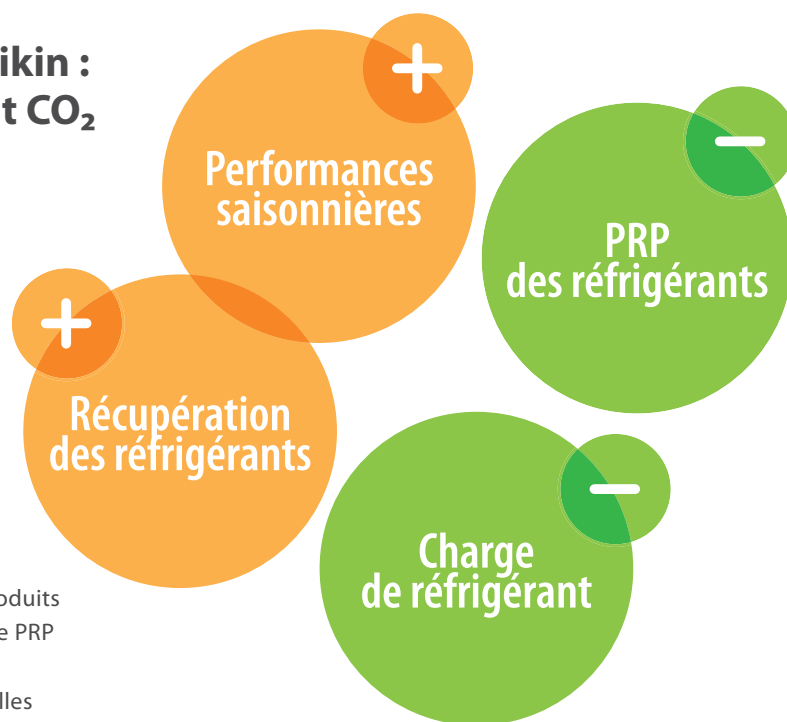 ikin :
t CO₂
+
Performances
saisonnières
−
PRP
des réfrigérants
+
Récupération
des réfrigérants
−
Charge
de réfrigérant
oduits
e PRP
lles